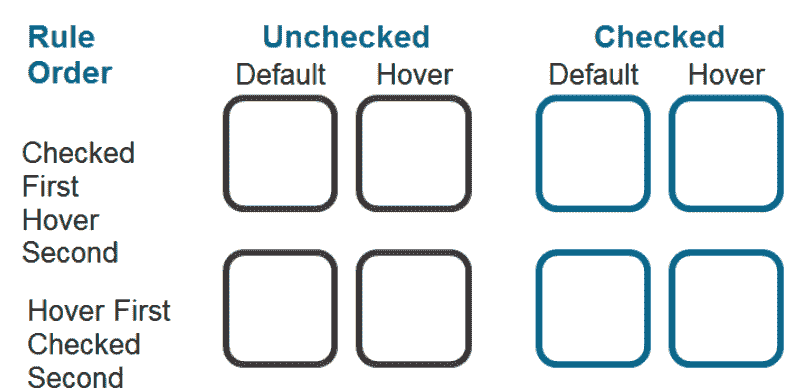 Rule
Order
Unchecked
Checked
Default
Hover
Default
Hover
Checked
First
Hover
Second
Hover First
Checked
Second